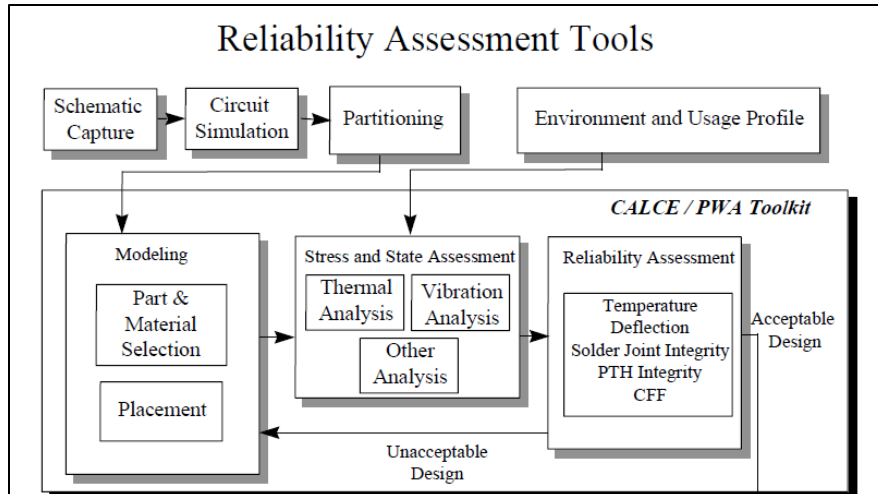 Reliability Assessment Tools
Schematic
Capture
Circuit
Simulation
Partitioning
Environment and Usage Profile
CALCE / PWA Toolkit
Modeling
Part &
Material
Selection
Placement
Stress and State Assessment
Thermal
Analysis
Vibration
Analysis
Other
Analysis
Reliability Assessment
Temperature
Deflection
Solder Joint Integrity
PTH Integrity
CFF
Acceptable
Design
Unacceptable
Design